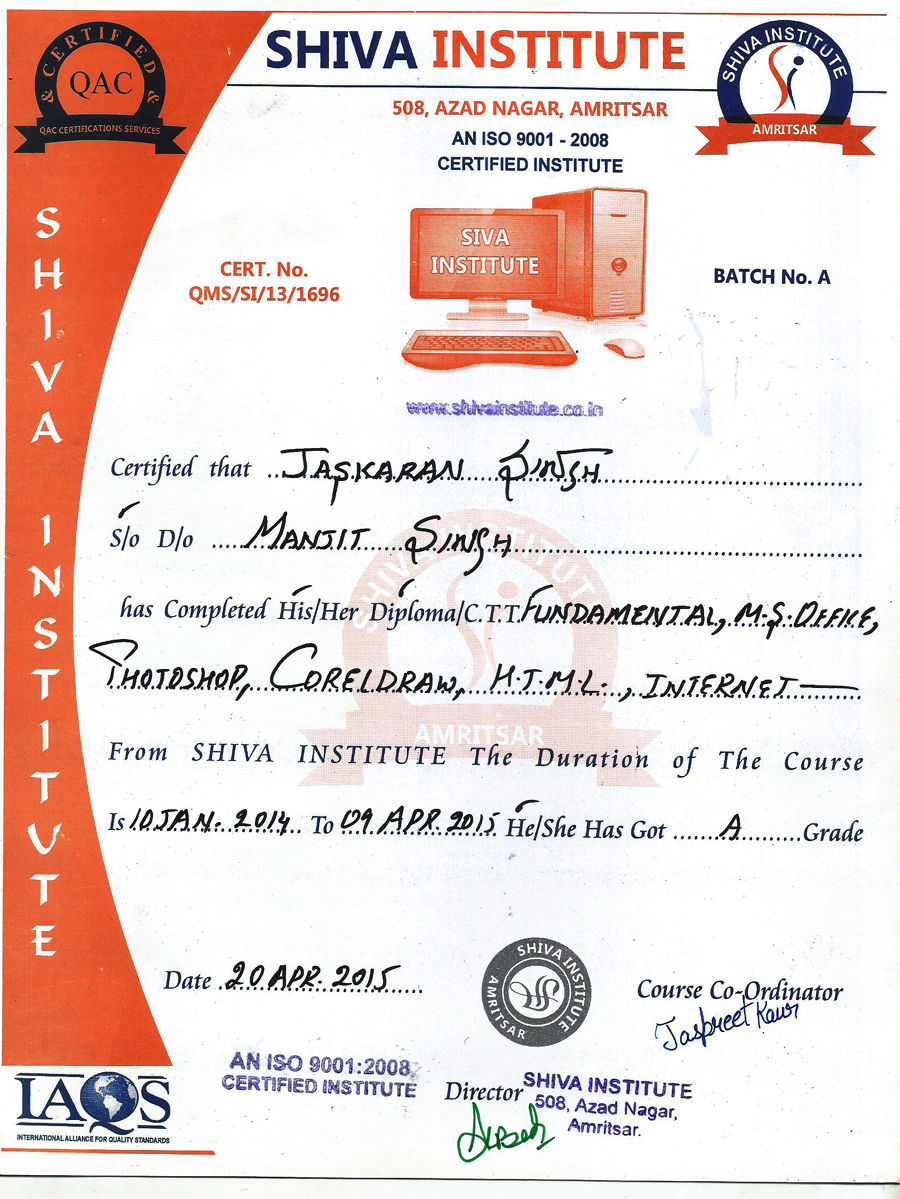 CERTIFIED
& &
QAC
QAC CERTIFICATIONS SERVICES
SHIVA INSTITUTE
SHIVA INSTITUTE
AMRITSAR
508, AZAD NAGAR, AMRITSAR
AN ISO 9001 - 2008
CERTIFIED INSTITUTE
SHIVA INSTITUTE
SIVA
INSTITUTE
CERT. No.
QMS/SI/13/1696
BATCH No. A
www.shivainstitute.co.in
Certified that JASKARAN SINGH
S/o D/o MANJIT SINGH
has Completed His/Her Diploma/C.T.T. FUNDAMENTAL, M.S. OFFICE,
PHOTOSHOP, CORELDRAW, H.T.M.L., INTERNET
SHIVA INSTITUTE
AMRITSAR
From SHIVA INSTITUTE The Duration of The Course
Is 10 JAN. 2014 To 09 APR. 2015 He/She Has Got A Grade
Date 20 APR. 2015
SHIVA INSTITUTE
AMRITSAR
Course Co-Ordinator
Jaspreet Kaur
AN ISO 9001:2008
CERTIFIED INSTITUTE
Director
SHIVA INSTITUTE
508, Azad Nagar,
Amritsar.
IAQS
INTERNATIONAL ALLIANCE FOR QUALITY STANDARDS